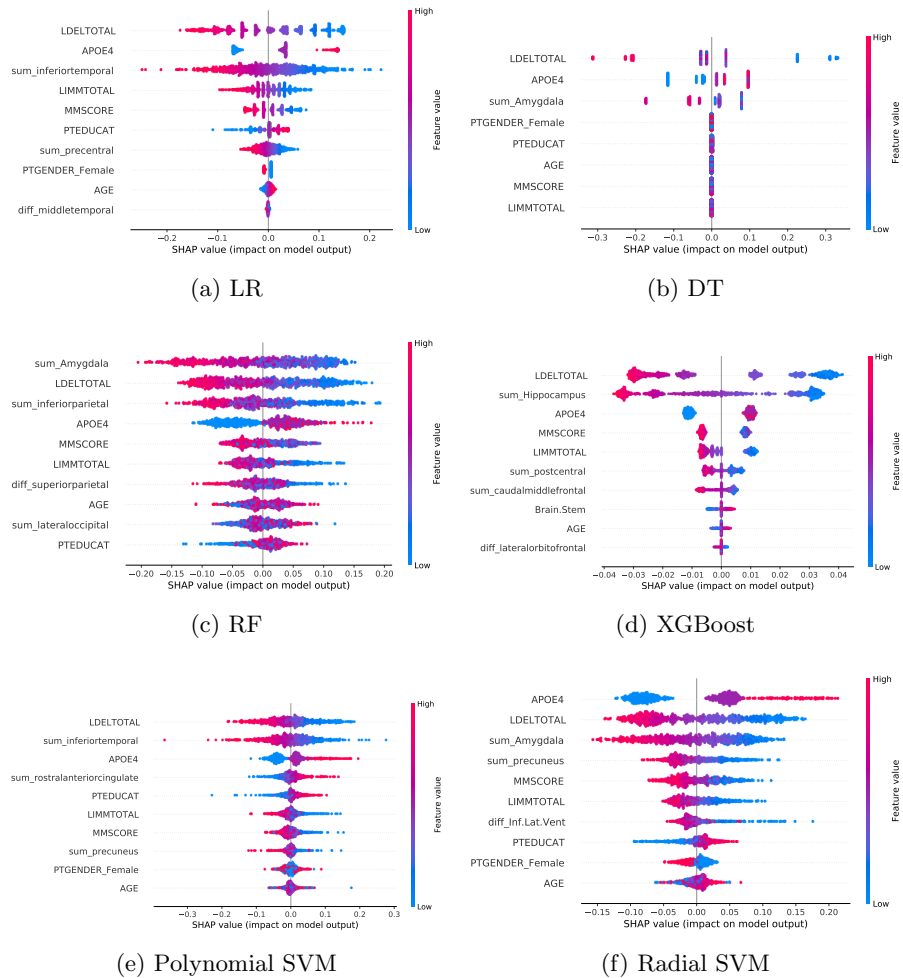 High
LDELTOTAL
APOE4
sum_inferiortemporal
LIMMTOTAL
MMSCORE
PTEDUCAT
sum_precentral
PTGENDER_Female
AGE
diff_middletemporal
Feature value
Low
−0.2 −0.1 0.0 0.1 0.2
SHAP value (impact on model output)
(a) LR
High
LDELTOTAL
APOE4
sum_Amygdala
PTGENDER_Female
PTEDUCAT
AGE
MMSCORE
LIMMTOTAL
Feature value
Low
−0.3 −0.2 −0.1 0.0 0.1 0.2 0.3
SHAP value (impact on model output)
(b) DT
High
sum_Amygdala
LDELTOTAL
sum_inferiorparietal
APOE4
MMSCORE
LIMMTOTAL
diff_superiorparietal
AGE
sum_lateraloccipital
PTEDUCAT
Feature value
Low
−0.20 −0.15 −0.10 −0.05 0.00 0.05 0.10 0.15 0.20
SHAP value (impact on model output)
(c) RF
High
LDELTOTAL
sum_Hippocampus
APOE4
MMSCORE
LIMMTOTAL
sum_postcentral
sum_caudalmiddlefrontal
Brain.Stem
AGE
diff_lateralorbitofrontal
Feature value
Low
−0.04 −0.03 −0.02 −0.01 0.00 0.01 0.02 0.03 0.04
SHAP value (impact on model output)
(d) XGBoost
High
LDELTOTAL
sum_inferiortemporal
APOE4
sum_rostralanteriorcingulate
PTEDUCAT
LIMMTOTAL
MMSCORE
sum_precuneus
PTGENDER_Female
AGE
Feature value
Low
−0.3 −0.2 −0.1 0.0 0.1 0.2 0.3
SHAP value (impact on model output)
(e) Polynomial SVM
High
APOE4
LDELTOTAL
sum_Amygdala
sum_precuneus
MMSCORE
LIMMTOTAL
diff_Inf.Lat.Vent
PTEDUCAT
PTGENDER_Female
AGE
Feature value
Low
−0.15 −0.10 −0.05 0.00 0.05 0.10 0.15 0.20
SHAP value (impact on model output)
(f) Radial SVM